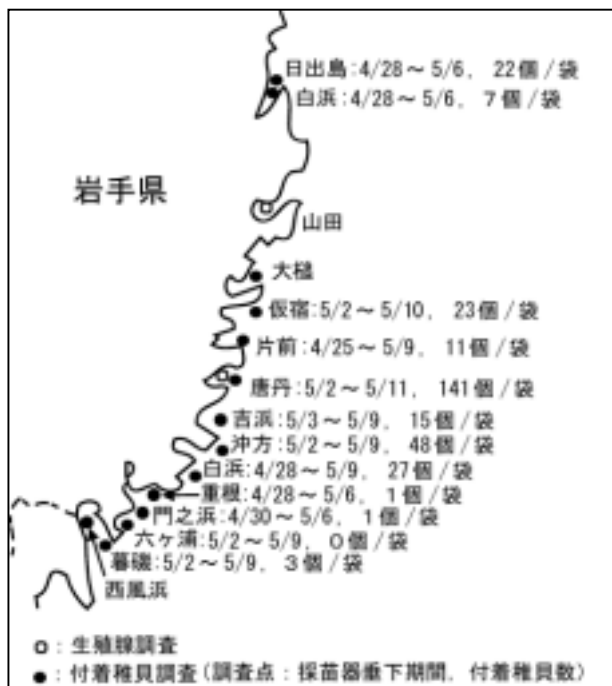 日出島:4/28～5/6, 22個/袋
白浜:4/28～5/6, 7個/袋
岩手県
山田
大槌
仮宿:5/2～5/10, 23個/袋
片前:4/25～5/9, 11個/袋
唐丹:5/2～5/11, 141個/袋
吉浜:5/3～5/9, 15個/袋
沖方:5/2～5/9, 48個/袋
白浜:4/28～5/9, 27個/袋
重根:4/28～5/6, 1個/袋
門之浜:4/30～5/6, 1個/袋
六ヶ浦:5/2～5/9, 0個/袋
暮磯:5/2～5/9, 3個/袋
西風浜
○:生殖腺調査
●:付着稚貝調査(調査点:採苗器垂下期間, 付着稚貝数)